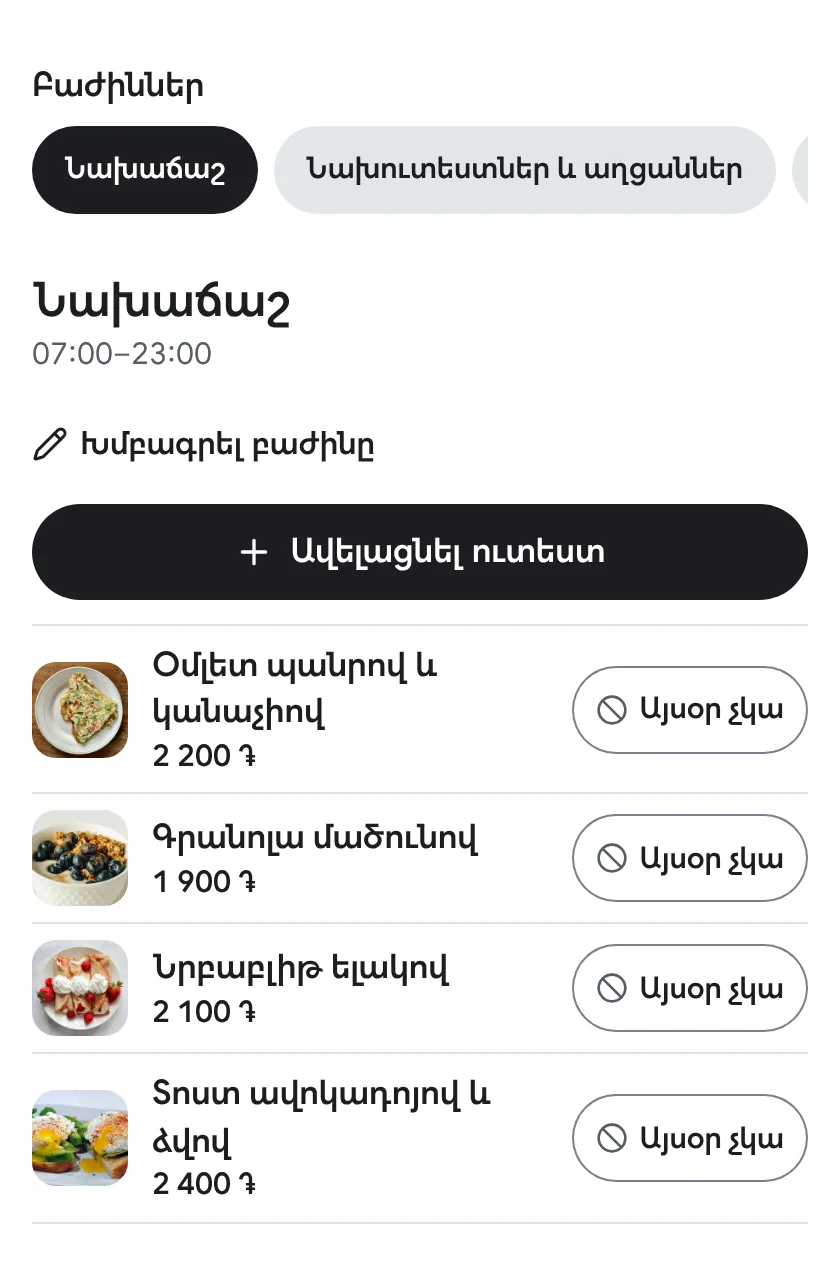 Բաժիններ
Նախաճաշ
Նախուտեստներ և աղցաններ
Նախաճաշ
07:00–23:00
Խմբագրել բաժինը
Ավելացնել ուտեստ
Օմլետ պանրով և
կանաչիով
2 200 ֏
Այսօր չկա
Գրանոլա մածունով
1 900 ֏
Այսօր չկա
Նրբաբլիթ ելակով
2 100 ֏
Այսօր չկա
Տոստ ավոկադոյով և
ձվով
2 400 ֏
Այսօր չկա